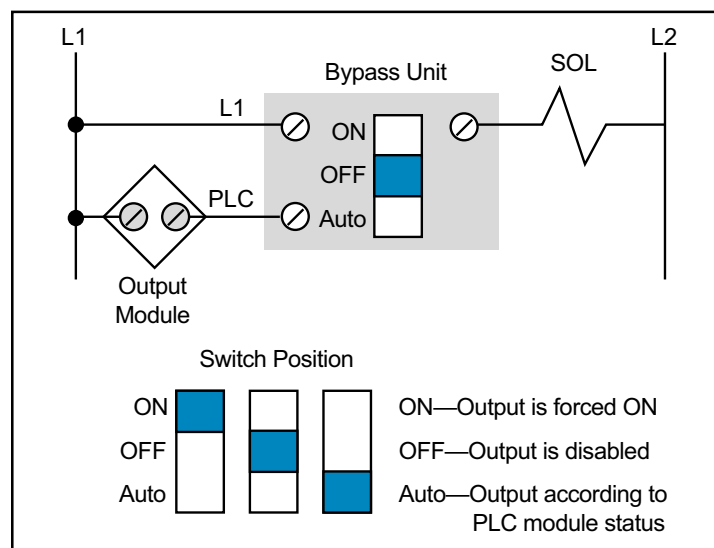 L1
L2
SOL
Bypass Unit
L1
ON
OFF
PLC
Auto
Output
Module
Switch Position
ON
ON—Output is forced ON
OFF
OFF—Output is disabled
Auto
Auto—Output according to
PLC module status